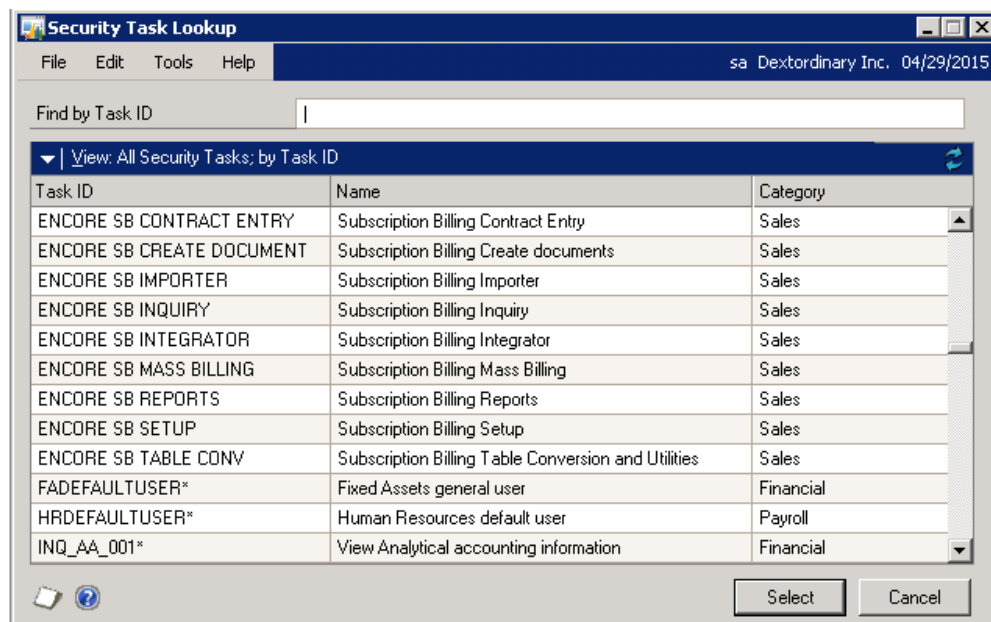 Security Task Lookup
File Edit Tools Help sa Dextordinary Inc. 04/29/2015
Find by Task ID
View: All Security Tasks; by Task ID
Task ID Name Category
ENCORE SB CONTRACT ENTRY Subscription Billing Contract Entry Sales
ENCORE SB CREATE DOCUMENT Subscription Billing Create documents Sales
ENCORE SB IMPORTER Subscription Billing Importer Sales
ENCORE SB INQUIRY Subscription Billing Inquiry Sales
ENCORE SB INTEGRATOR Subscription Billing Integrator Sales
ENCORE SB MASS BILLING Subscription Billing Mass Billing Sales
ENCORE SB REPORTS Subscription Billing Reports Sales
ENCORE SB SETUP Subscription Billing Setup Sales
ENCORE SB TABLE CONV Subscription Billing Table Conversion and Utilities Sales
FADEFAULTUSER* Fixed Assets general user Financial
HRDEFAULTUSER* Human Resources default user Payroll
INQ_AA_001* View Analytical accounting information Financial
Select Cancel